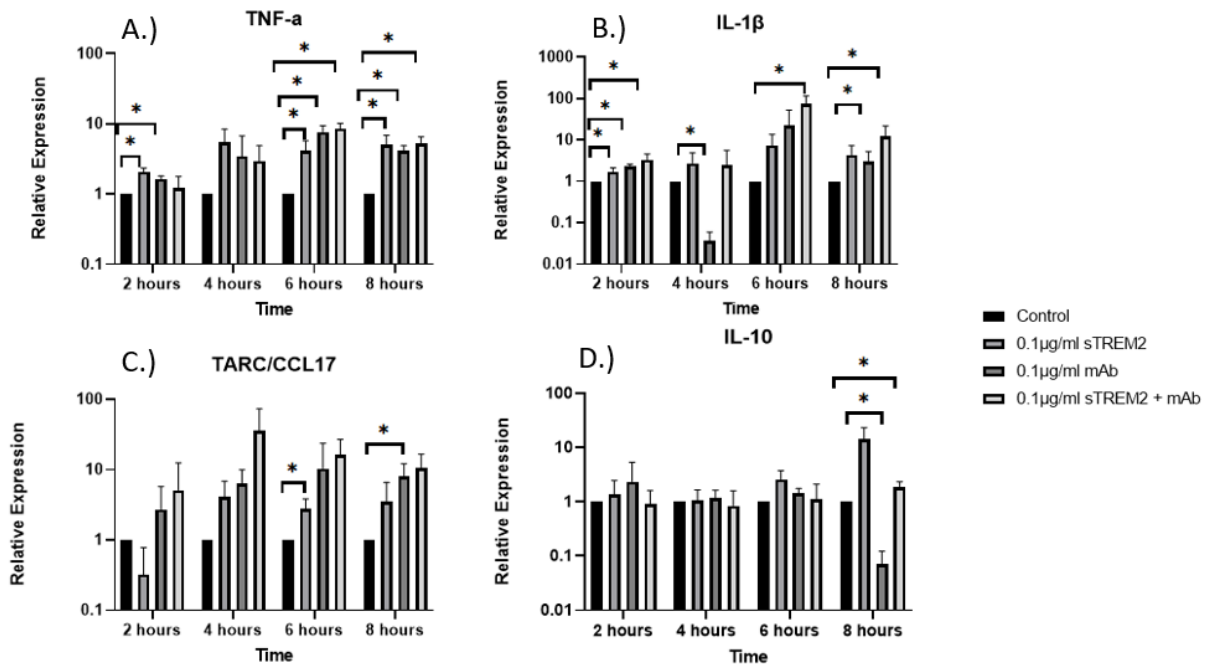 A.)
TNF-a
Relative Expression
100
10
1
0.1
* *
* * *
* * *
2 hours 4 hours 6 hours 8 hours
Time
B.)
IL-1β
Relative Expression
1000
100
10
1
0.1
0.01
* * *
*
*
* *
2 hours 4 hours 6 hours 8 hours
Time
C.)
TARC/CCL17
Relative Expression
100
10
1
0.1
*
*
2 hours 4 hours 6 hours 8 hours
Time
D.)
IL-10
Relative Expression
100
10
1
0.1
0.01
* *
2 hours 4 hours 6 hours 8 hours
Time
Control
0.1µg/ml sTREM2
0.1µg/ml mAb
0.1µg/ml sTREM2 + mAb